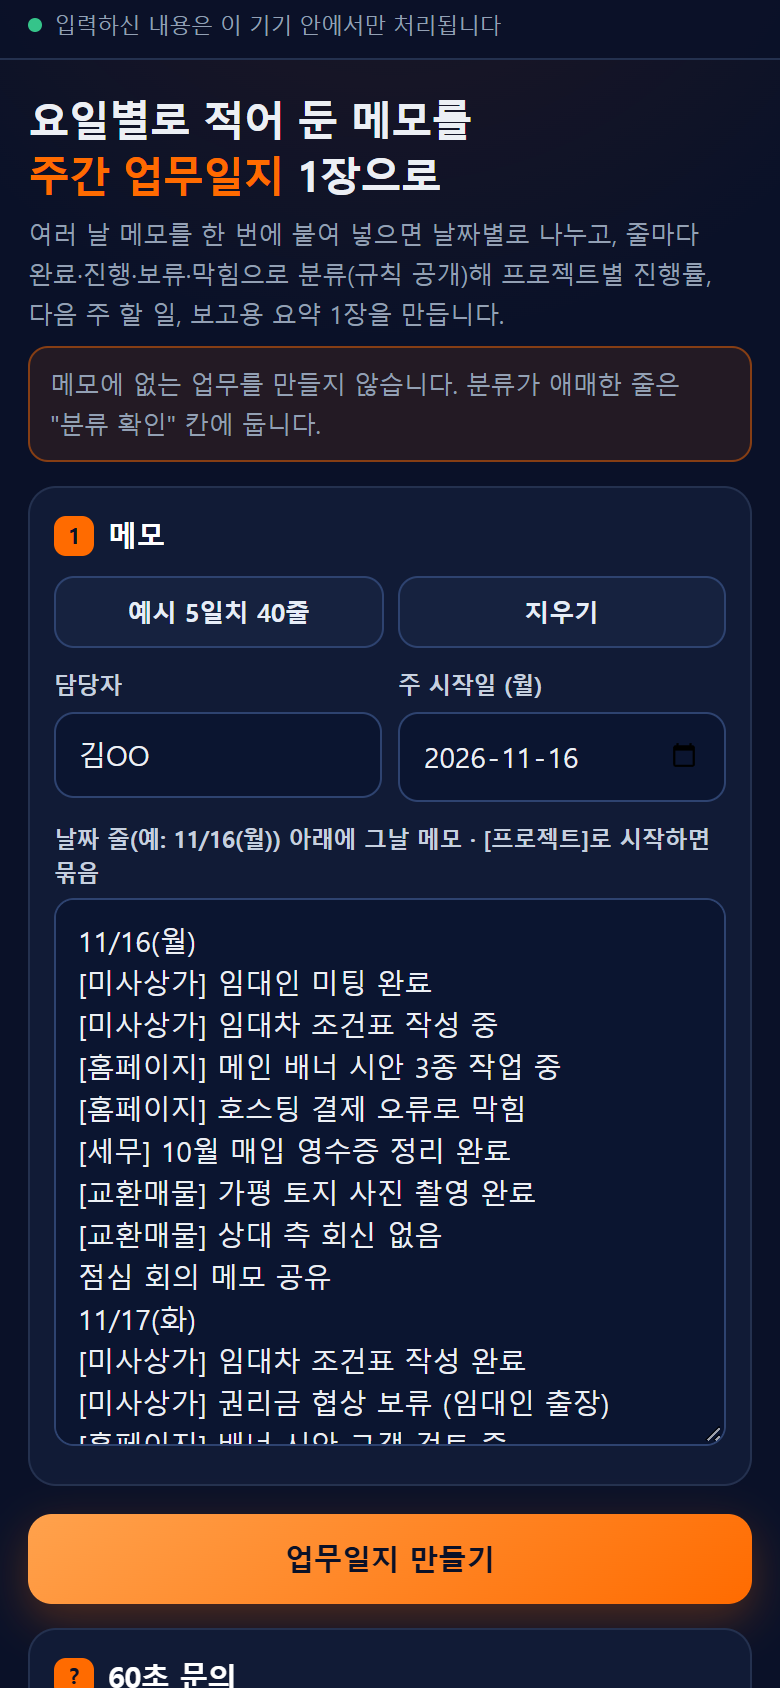 입력하신 내용은 이 기기 안에서만 처리됩니다
요일별로 적어 둔 메모를
주간 업무일지 1장으로
여러 날 메모를 한 번에 붙여 넣으면 날짜별로 나누고, 줄마다
완료·진행·보류·막힘으로 분류(규칙 공개)해 프로젝트별 진행률,
다음 주 할 일, 보고용 요약 1장을 만듭니다.
메모에 없는 업무를 만들지 않습니다. 분류가 애매한 줄은
"분류 확인" 칸에 둡니다.
1 메모
예시 5일치 40줄
지우기
담당자
주 시작일 (월)
김OO
2026-11-16
날짜 줄(예: 11/16(월)) 아래에 그날 메모 · [프로젝트]로 시작하면
묶음
11/16(월)
[미사상가] 임대인 미팅 완료
[미사상가] 임대차 조건표 작성 중
[홈페이지] 메인 배너 시안 3종 작업 중
[홈페이지] 호스팅 결제 오류로 막힘
[세무] 10월 매입 영수증 정리 완료
[교환매물] 가평 토지 사진 촬영 완료
[교환매물] 상대 측 회신 없음
점심 회의 메모 공유
11/17(화)
[미사상가] 임대차 조건표 작성 완료
[미사상가] 권리금 협상 보류 (임대인 출장)
[홈페이지] 배너 시안 고객 검토 중
업무일지 만들기
? 60초 문의